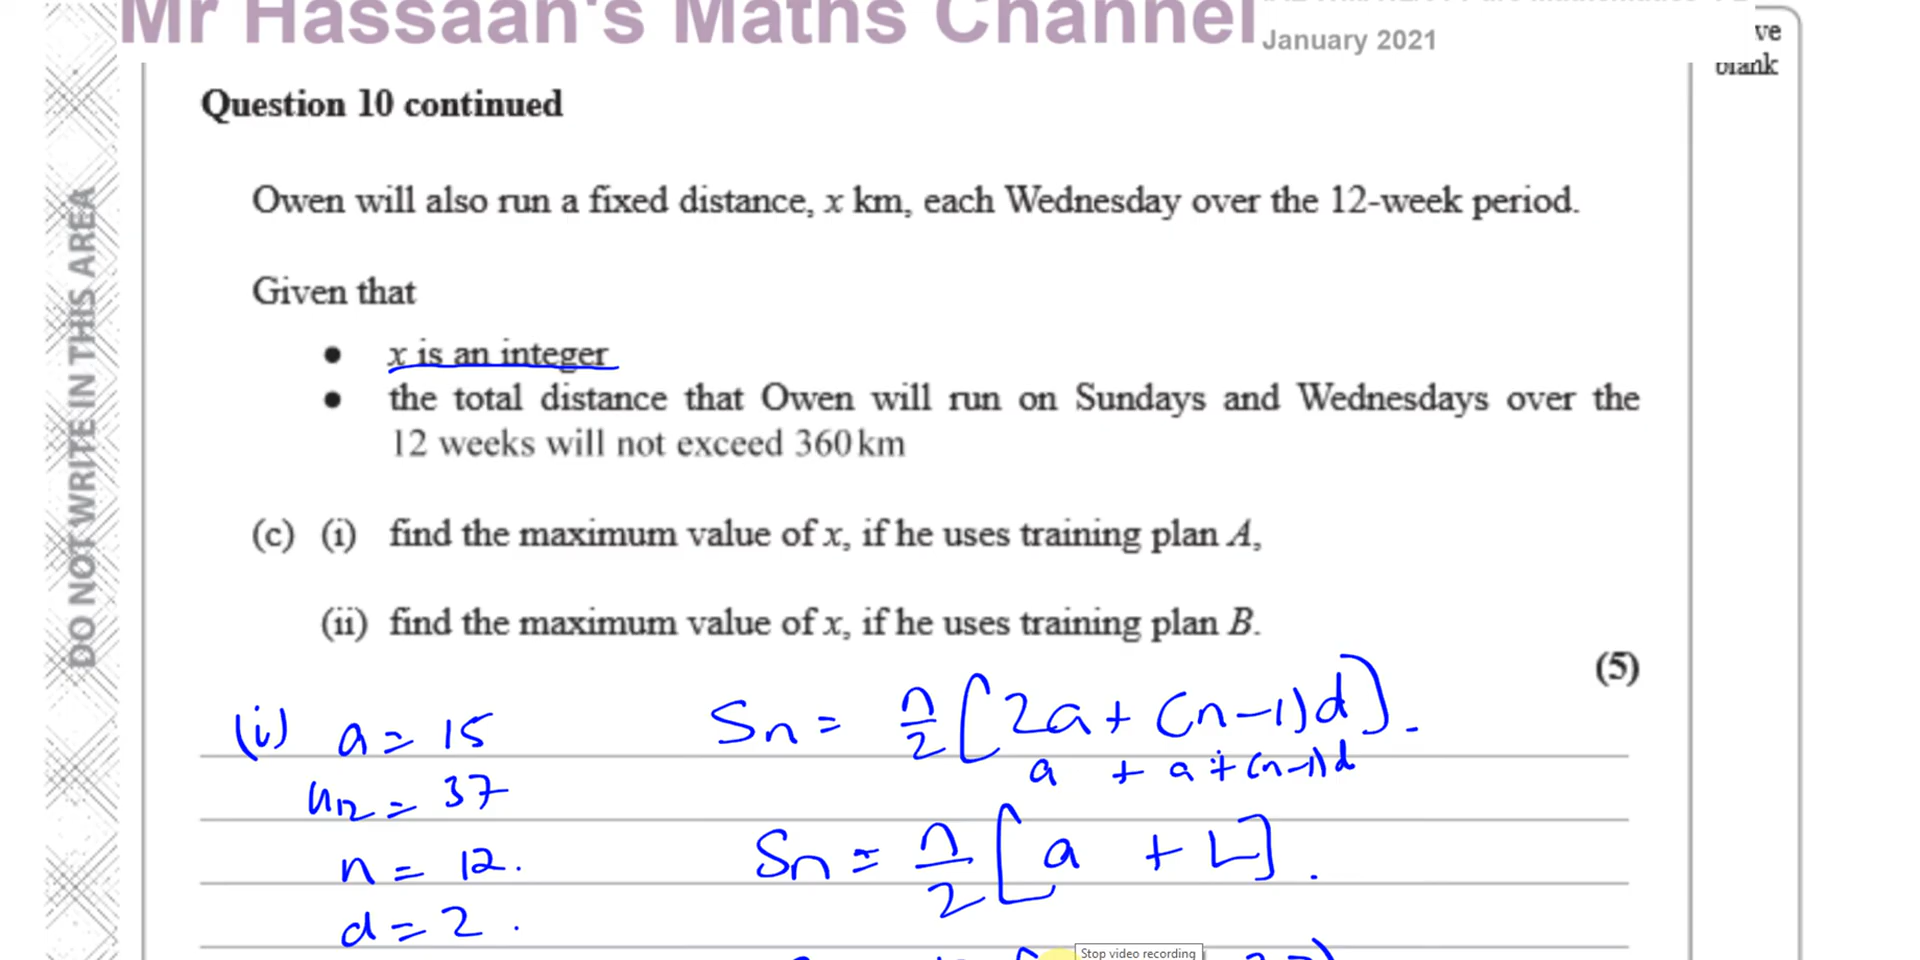 Mr Hassaan's Maths Channel
January 2021
ve
blank
Question 10 continued
Owen will also run a fixed distance, x km, each Wednesday over the 12-week period.
Given that
• x is an integer
• the total distance that Owen will run on Sundays and Wednesdays over the
12 weeks will not exceed 360 km
(c) (i) find the maximum value of x, if he uses training plan A,
(ii) find the maximum value of x, if he uses training plan B.
(5)
(i) a = 15
Sn = n/2 [2a + (n-1)d].
a + a + (n-1)d
u12 = 37
Sn = n/2 [a + L].
n = 12.
d = 2.
Stop video recording
DO NOT WRITE IN THIS AREA